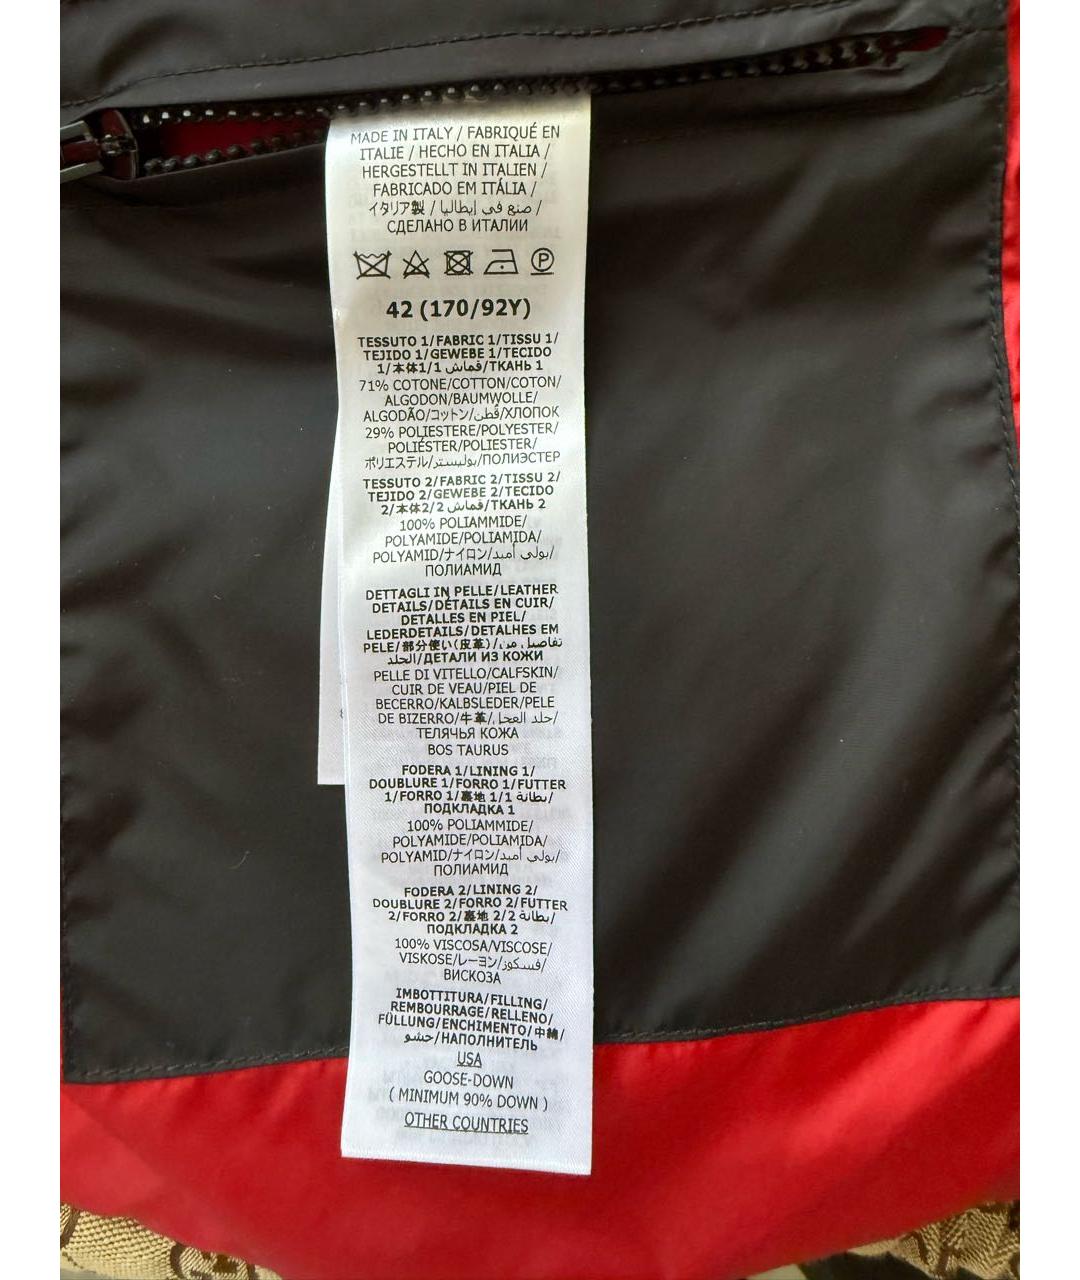 MADE IN ITALY / FABRIQUÉ EN
ITALIE / HECHO EN ITALIA /
HERGESTELLT IN ITALIEN /
FABRICADO EM ITÁLIA /
イタリア製 / صنع في إيطاليا /
СДЕЛАНО В ИТАЛИИ
P
42 (170/92Y)
TESSUTO 1/FABRIC 1/TISSU 1/
TEJIDO 1/GEWEBE 1/TECIDO
1/本体1/1 قماش/ТКАНЬ 1
71% COTONE/COTTON/COTON/
ALGODON/BAUMWOLLE/
ALGODÃO/コットン/قطن/ХЛОПОК
29% POLIESTERE/POLYESTER/
POLIÉSTER/POLIESTER/
ポリエステル/بوليستر/ПОЛИЭСТЕР
TESSUTO 2/FABRIC 2/TISSU 2/
TEJIDO 2/GEWEBE 2/TECIDO
2/本体2/2 قماش/ТКАНЬ 2
100% POLIAMMIDE/
POLYAMIDE/POLIAMIDA/
POLYAMID/ナイロン/بولي أميد/
ПОЛИАМИД
DETTAGLI IN PELLE/LEATHER
DETAILS/DÉTAILS EN CUIR/
DETALLES EN PIEL/
LEDERDETAILS/DETALHES EM
PELE/部分使い(皮革)/تفاصيل من
الجلد/ДЕТАЛИ ИЗ КОЖИ
PELLE DI VITELLO/CALFSKIN/
CUIR DE VEAU/PIEL DE
BECERRO/KALBSLEDER/PELE
DE BIZERRO/牛革/جلد العجل/
ТЕЛЯЧЬЯ КОЖА
BOS TAURUS
FODERA 1/LINING 1/
DOUBLURE 1/FORRO 1/FUTTER
1/FORRO 1/裏地 1/1 بطانة/
ПОДКЛАДКА 1
100% POLIAMMIDE/
POLYAMIDE/POLIAMIDA/
POLYAMID/ナイロン/بولي أميد/
ПОЛИАМИД
FODERA 2/LINING 2/
DOUBLURE 2/FORRO 2/FUTTER
2/FORRO 2/裏地 2/2 بطانة/
ПОДКЛАДКА 2
100% VISCOSA/VISCOSE/
VISKOSE/レーヨン/فسكوز/
ВИСКОЗА
IMBOTTITURA/FILLING/
REMBOURRAGE/RELLENO/
FÜLLUNG/ENCHIMENTO/中綿/
حشو/НАПОЛНИТЕЛЬ
USA
GOOSE-DOWN
( MINIMUM 90% DOWN )
OTHER COUNTRIES